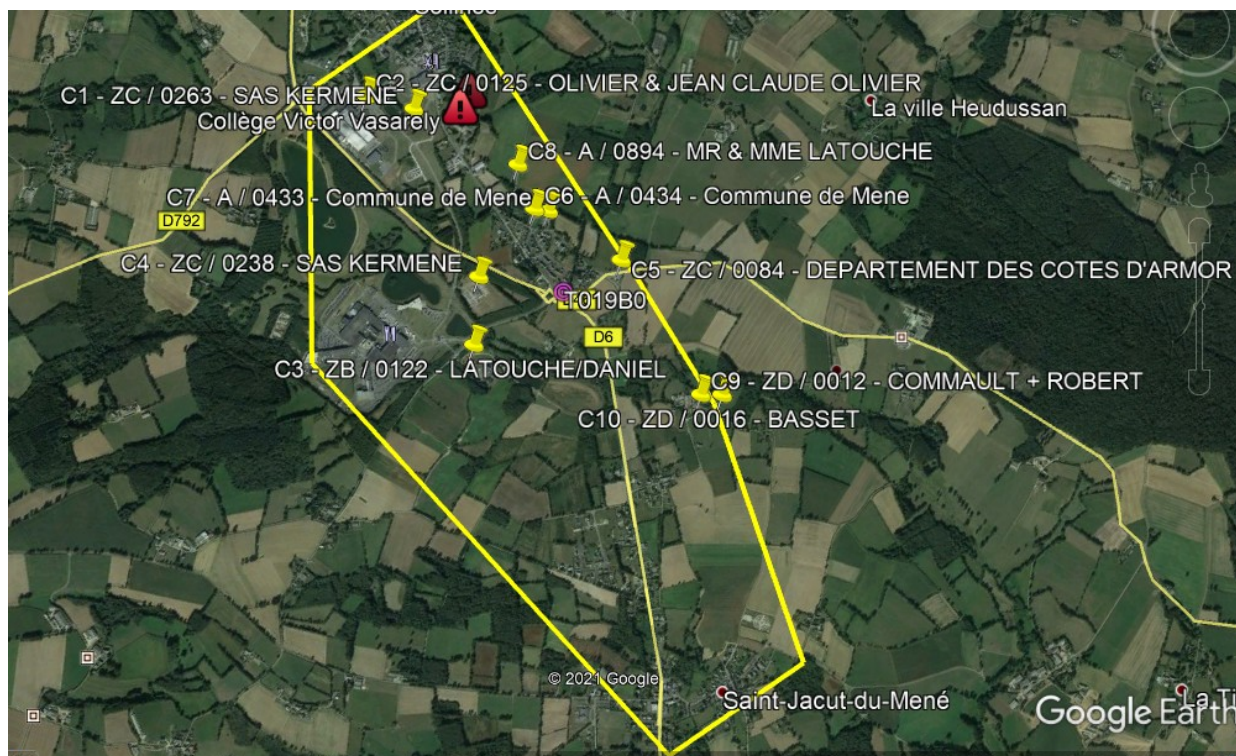 C2 - ZC / 0125 - OLIVIER & JEAN CLAUDE OLIVIER
C1 - ZC / 0263 - SAS KERMENE
La ville Heudussan
Collège Victor Vasarely
C8 - A / 0894 - MR & MME LATOUCHE
C7 - A / 0433 - Commune de Mene
C6 - A / 0434 - Commune de Mene
D792
C4 - ZC / 0238 - SAS KERMENE
C5 - ZC / 0084 - DEPARTEMENT DES COTES D'ARMOR
T019B0
D6
C3 - ZB / 0122 - LATOUCHE/DANIEL
C9 - ZD / 0012 - COMMAULT + ROBERT
C10 - ZD / 0016 - BASSET
© 2021 Google
Saint-Jacut-du-Mené
La Ti
Google Earth